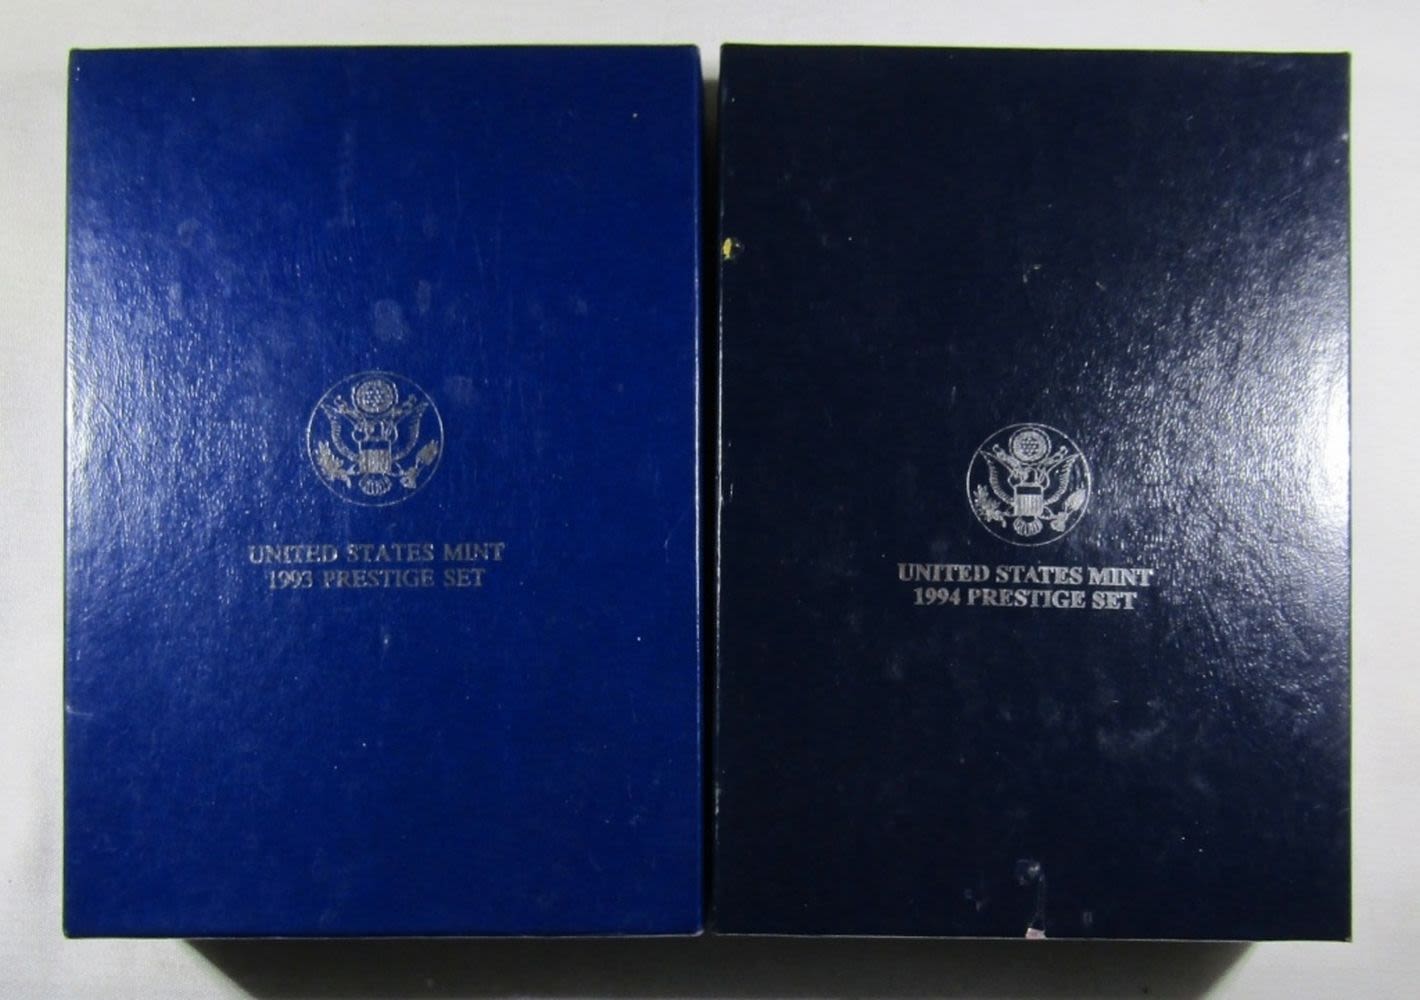 UNITED STATES MINT
1993 PRESTIGE SET
UNITED STATES MINT
1994 PRESTIGE SET